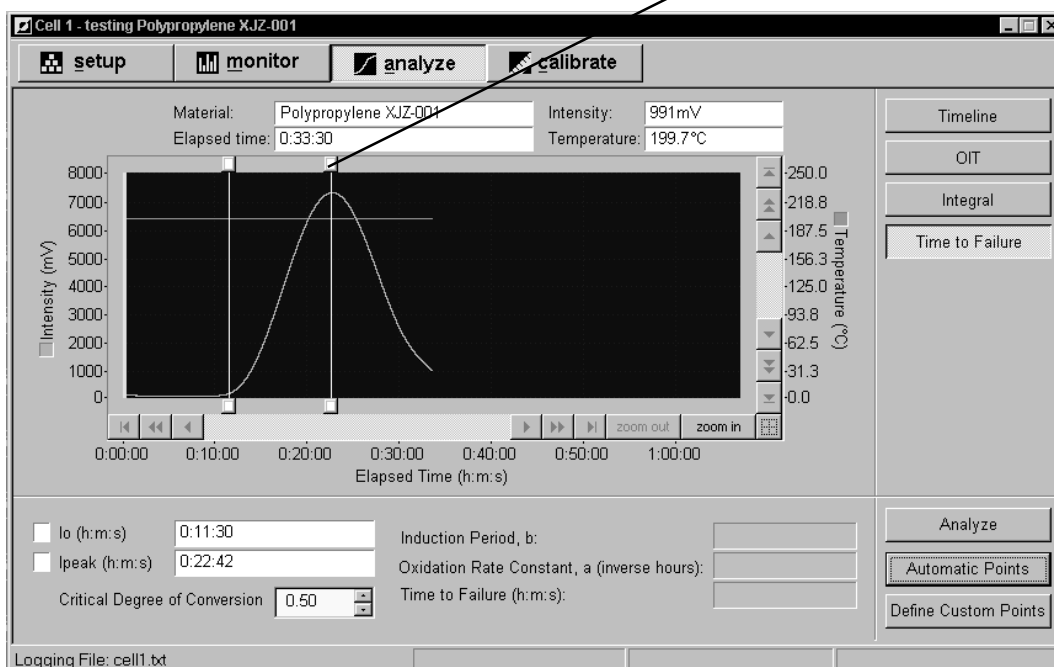 Cell 1 - testing Polypropylene XJZ-001
setup monitor analyze calibrate
Material: Polypropylene XJZ-001 Intensity: 991mV
Elapsed time: 0:33:30 Temperature: 199.7°C
Timeline
OIT
Integral
Time to Failure
8000
7000
6000
5000
4000
3000
2000
1000
0
Intensity (mV)
250.0
218.8
187.5
156.3
125.0
93.8
62.5
31.3
0.0
Temperature (°C)
zoom out zoom in
0:00:00 0:10:00 0:20:00 0:30:00 0:40:00 0:50:00 1:00:00
Elapsed Time (h:m:s)
Io (h:m:s) 0:11:30
Ipeak (h:m:s) 0:22:42
Critical Degree of Conversion 0.50
Induction Period, b:
Oxidation Rate Constant, a (inverse hours):
Time to Failure (h:m:s):
Analyze
Automatic Points
Define Custom Points
Logging File: cell1.txt